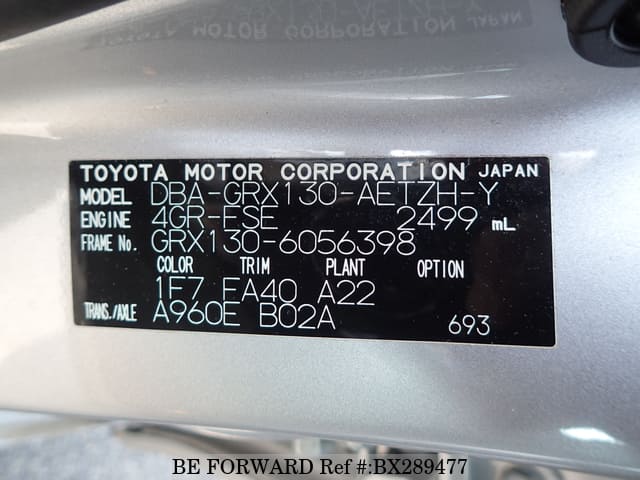 TOYOTA MOTOR CORPORATION JAPAN
MODEL DBA-GRX130-AETZH-Y
ENGINE 4GR-FSE 2499 mL
FRAME No. GRX130-6056398
COLOR TRIM PLANT OPTION
1F7 FA40 A22
TRANS./AXLE A960E B02A 693
BE FORWARD Ref #:BX289477